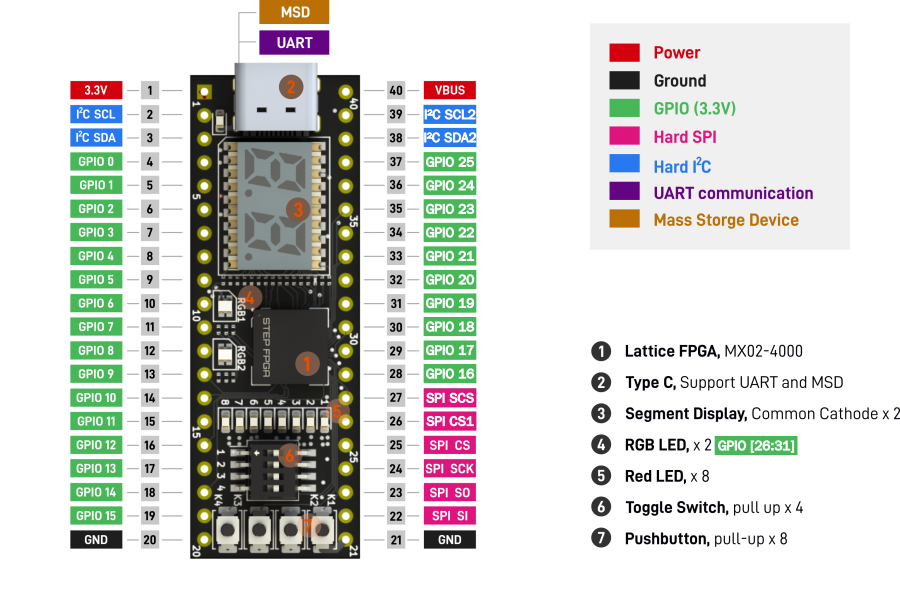 MSD
UART
3.3V 1 40 VBUS
I²C SCL 2 39 I²C SCL2
I²C SDA 3 38 I²C SDA2
GPIO 0 4 37 GPIO 25
GPIO 1 5 36 GPIO 24
GPIO 2 6 35 GPIO 23
GPIO 3 7 34 GPIO 22
GPIO 4 8 33 GPIO 21
GPIO 5 9 32 GPIO 20
GPIO 6 10 31 GPIO 19
GPIO 7 11 30 GPIO 18
GPIO 8 12 29 GPIO 17
GPIO 9 13 28 GPIO 16
GPIO 10 14 27 SPI SCS
GPIO 11 15 26 SPI CS1
GPIO 12 16 25 SPI CS
GPIO 13 17 24 SPI SCK
GPIO 14 18 23 SPI SO
GPIO 15 19 22 SPI SI
GND 20 21 GND
1 40
2
5 35
3
4
10 RGB1
RGB2 30
STEP FPGA
1
8 7 6 5 4 3 2 1
5
15 25
1 2 3 4
6
K4 K3 K2 K1
7
20 21
Power
Ground
GPIO (3.3V)
Hard SPI
Hard I²C
UART communication
Mass Storge Device
1 Lattice FPGA, MX02-4000
2 Type C, Support UART and MSD
3 Segment Display, Common Cathode x 2
4 RGB LED, x 2 GPIO [26:31]
5 Red LED, x 8
6 Toggle Switch, pull up x 4
7 Pushbutton, pull-up x 8